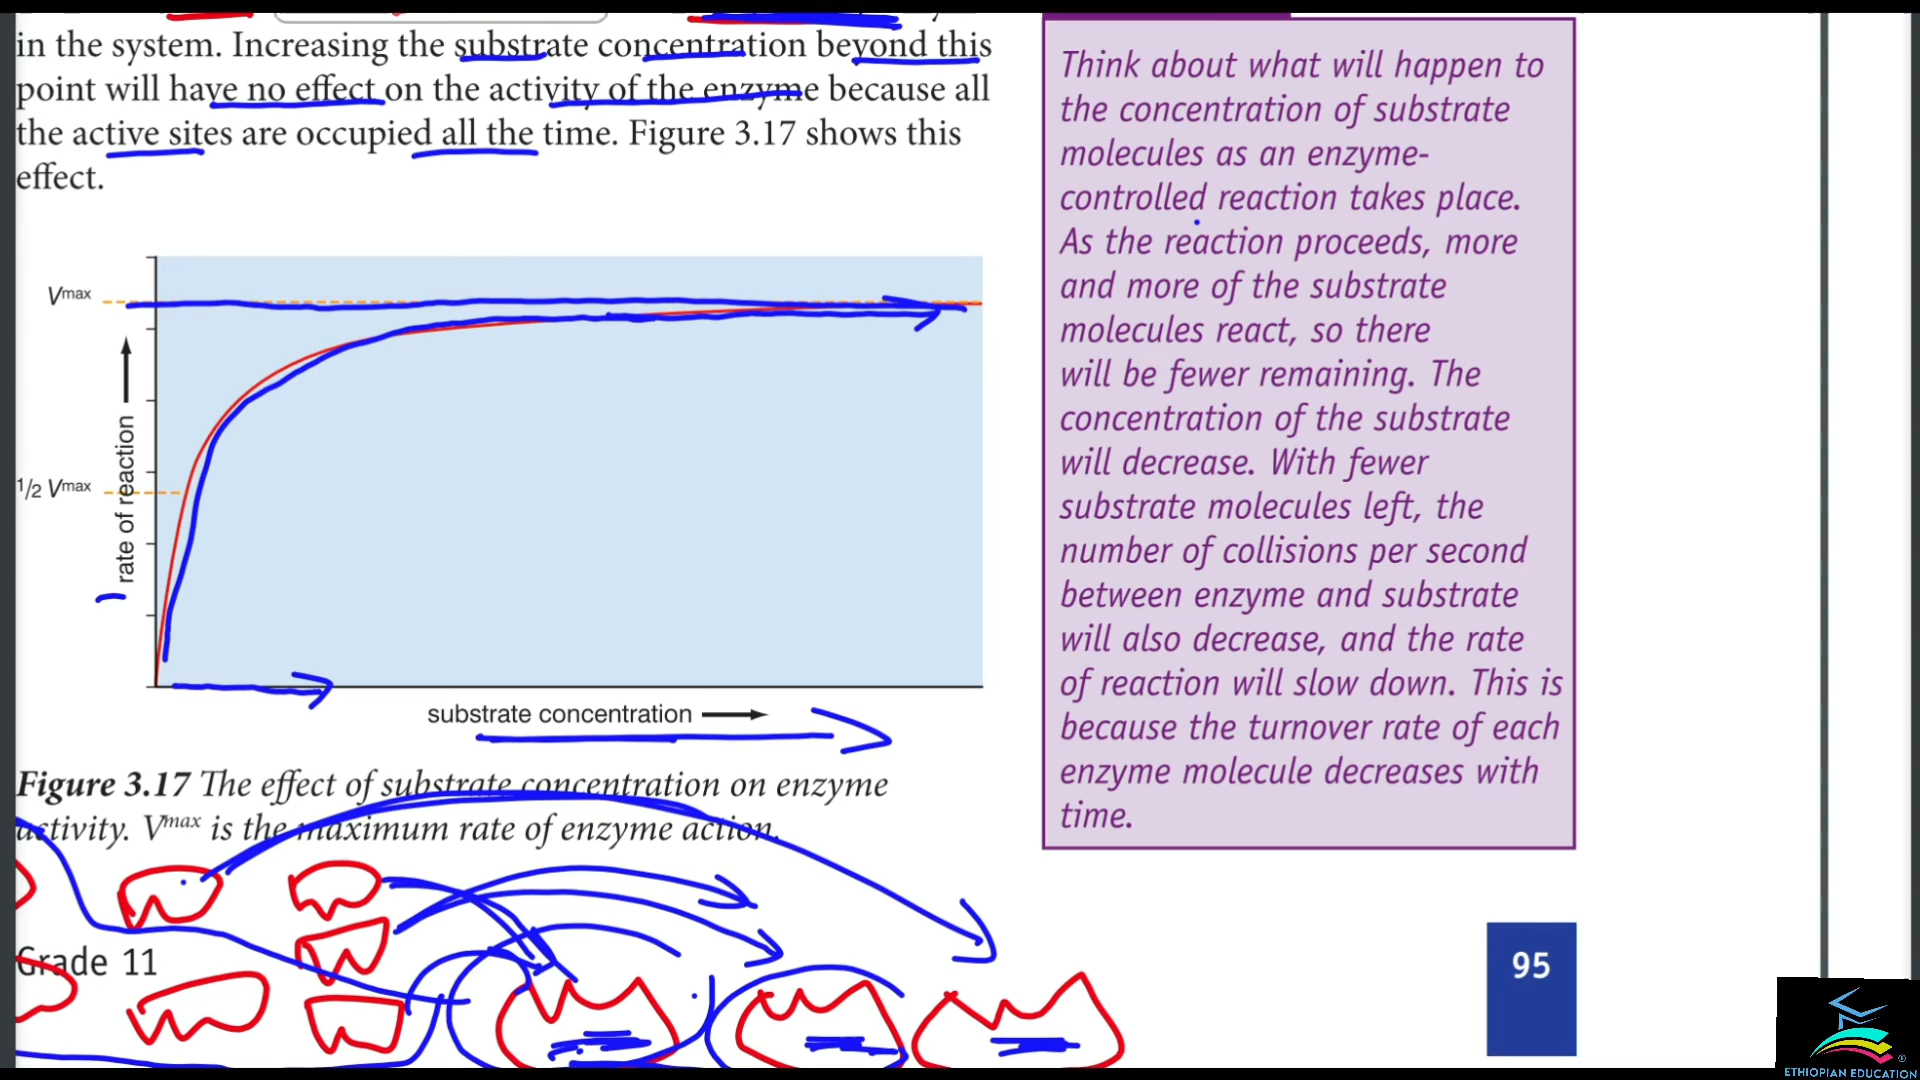 in the system. Increasing the substrate concentration beyond this
point will have no effect on the activity of the enzyme because all
the active sites are occupied all the time. Figure 3.17 shows this
effect.
Vmax
1/2 Vmax
rate of reaction
substrate concentration
Figure 3.17 The effect of substrate concentration on enzyme
activity. Vmax is the maximum rate of enzyme action.
Grade 11
Think about what will happen to
the concentration of substrate
molecules as an enzyme-
controlled reaction takes place.
As the reaction proceeds, more
and more of the substrate
molecules react, so there
will be fewer remaining. The
concentration of the substrate
will decrease. With fewer
substrate molecules left, the
number of collisions per second
between enzyme and substrate
will also decrease, and the rate
of reaction will slow down. This is
because the turnover rate of each
enzyme molecule decreases with
time.
95
ETHIOPIAN EDUCATION